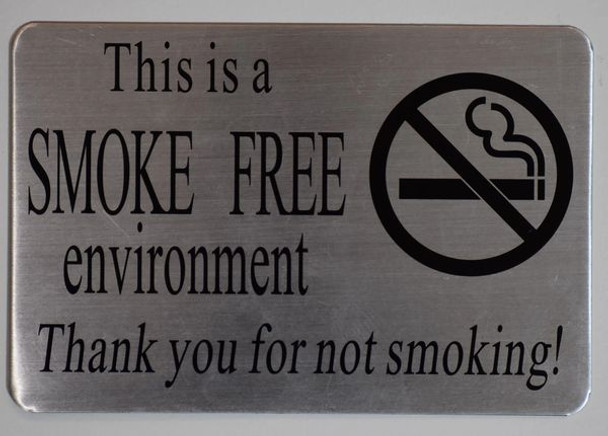 This is a
SMOKE FREE
environment
Thank you for not smoking!